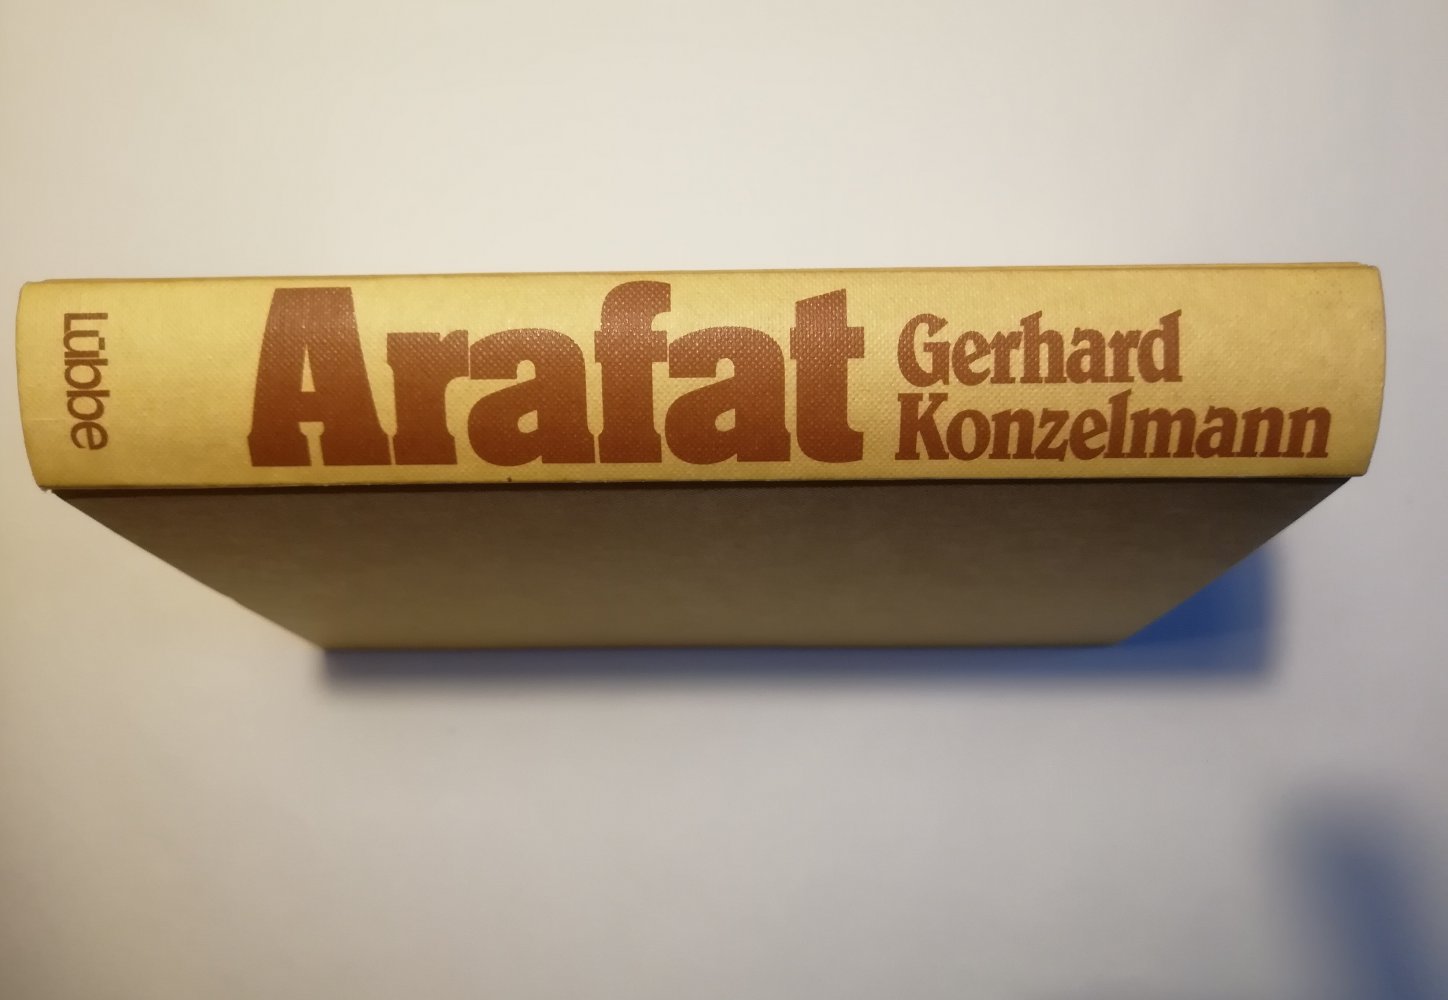 Arafat
Gerhard
Konzelmann
Lübbe